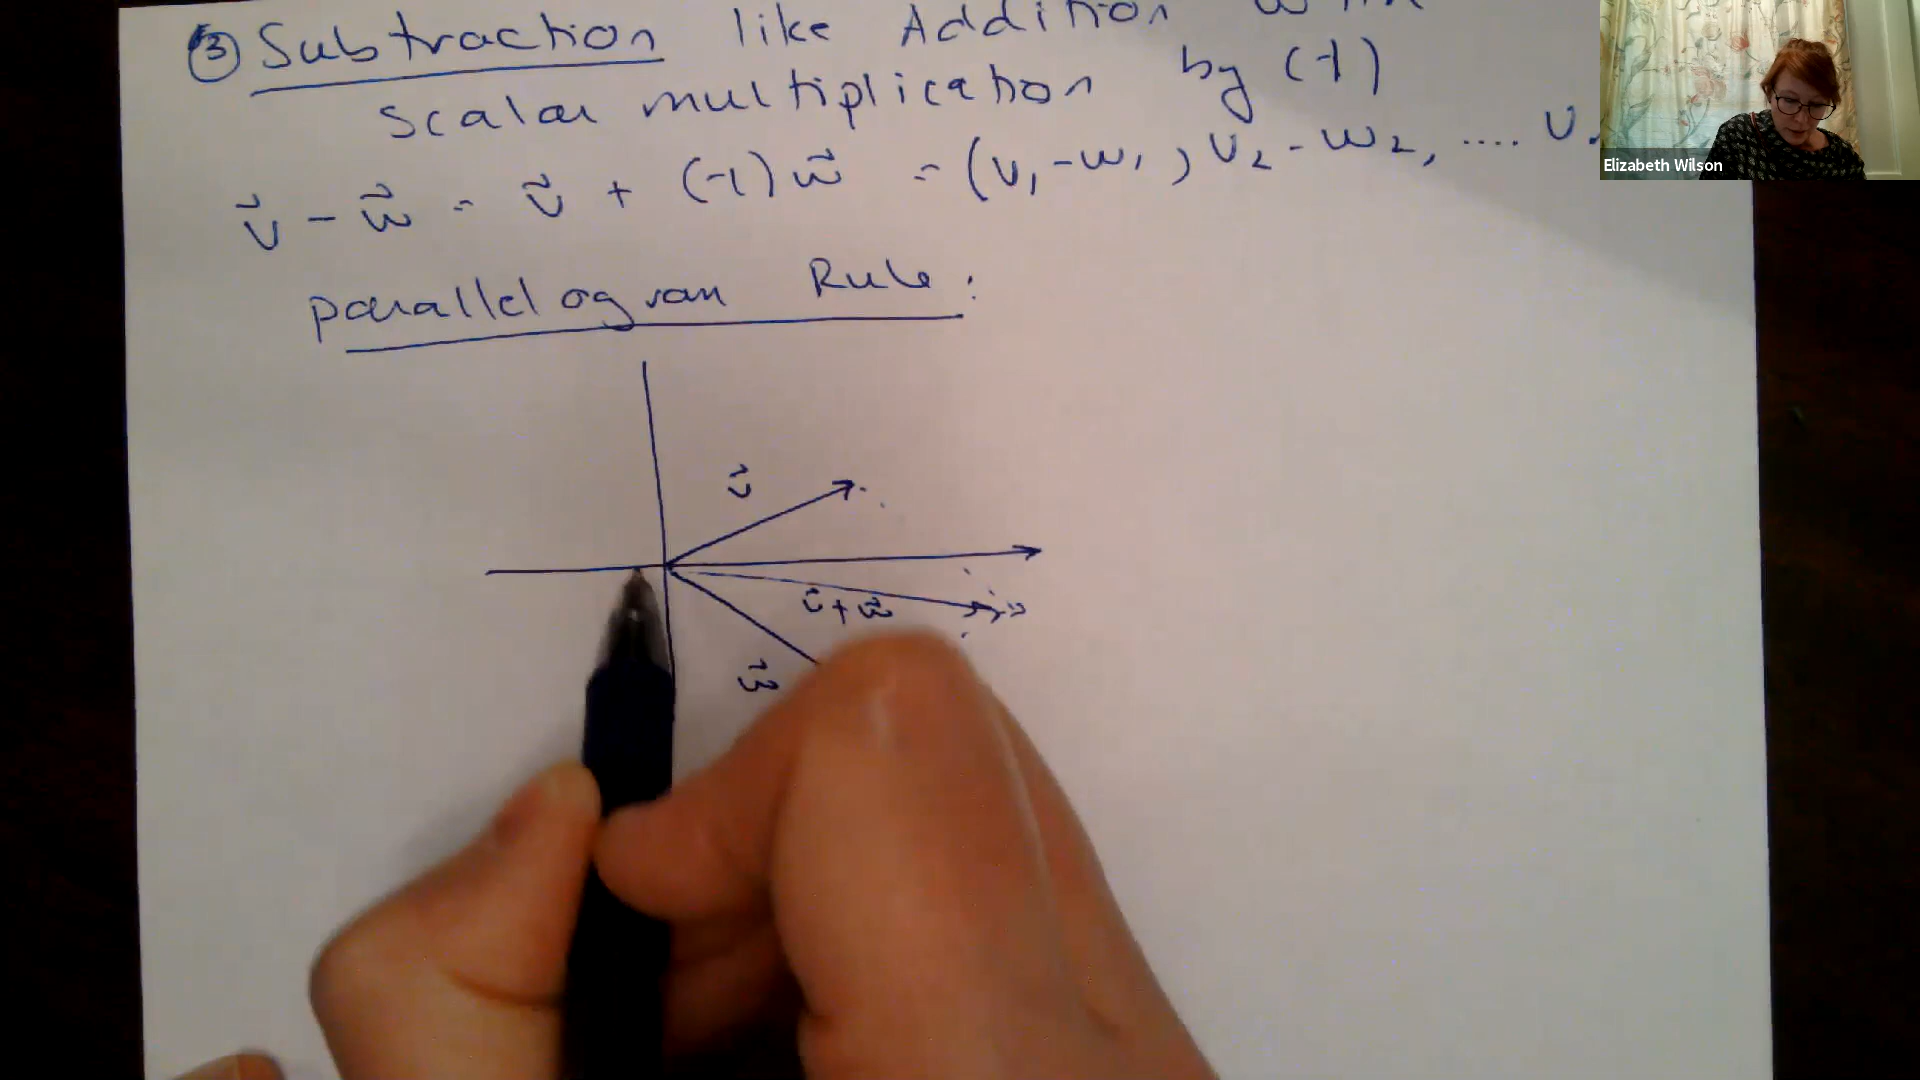 ③ Subtraction like Addition with
scalar multiplication by (-1)
v⃗ - w⃗ = v⃗ + (-1)w⃗ = (v₁-w₁, v₂-w₂, .... v
Elizabeth Wilson
parallelogram Rule:
v⃗
v⃗+w⃗
w⃗